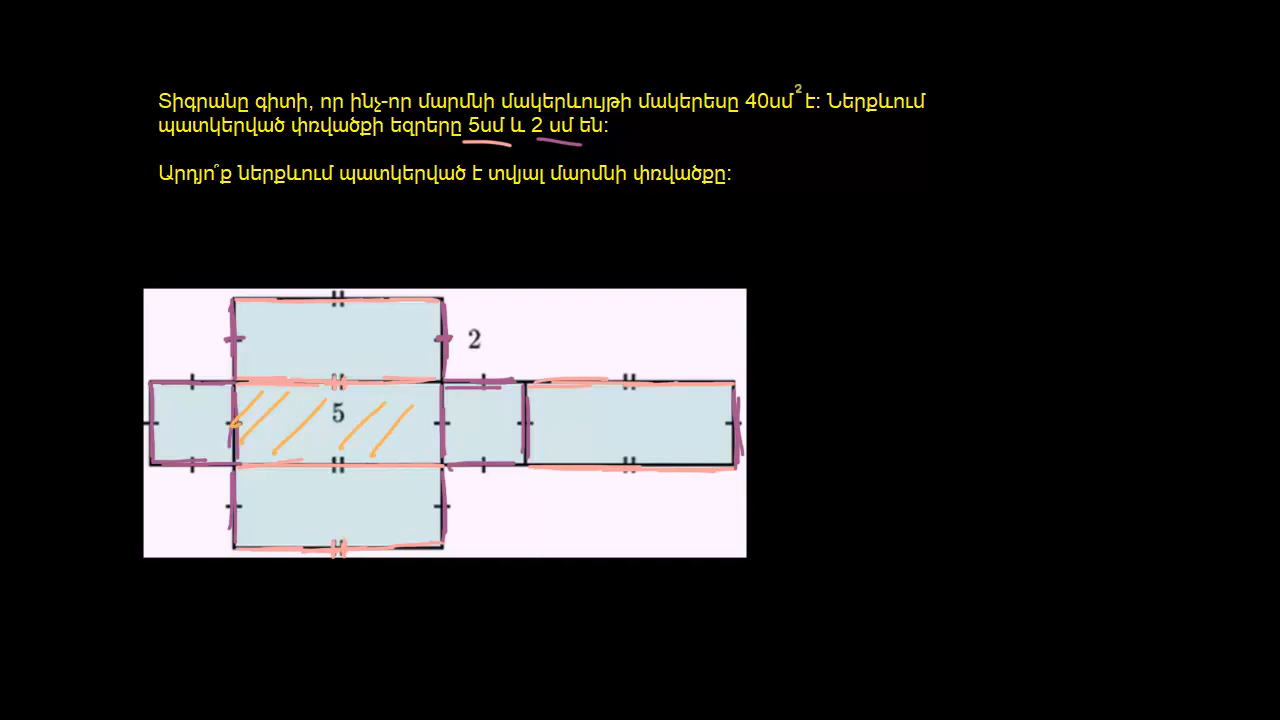 Տիգրանը գիտի, որ ինչ-որ մարմնի մակերևույթի մակերեսը 40սմ² է: Ներքևում
պատկերված փռվածքի եզրերը 5սմ և 2 սմ են:
Արդյո՞ք ներքևում պատկերված է տվյալ մարմնի փռվածքը:
2
5